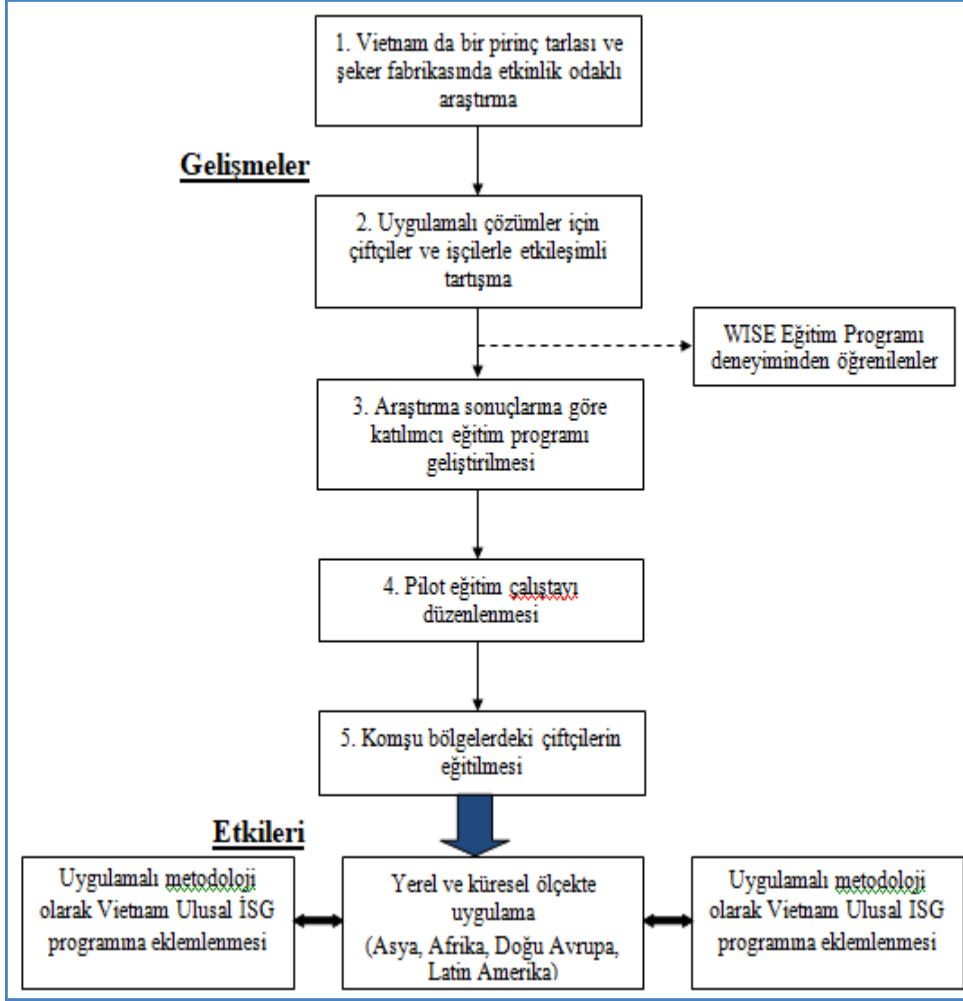 1. Vietnam da bir pirinç tarlası ve
şeker fabrikasında etkinlik odaklı
araştırma
Gelişmeler
2. Uygulamalı çözümler için
çiftçiler ve işçilerle etkileşimli
tartışma
WISE Eğitim Programı
deneyiminden öğrenilenler
3. Araştırma sonuçlarına göre
katılımcı eğitim programı
geliştirilmesi
4. Pilot eğitim çalıştayı
düzenlenmesi
5. Komşu bölgelerdeki çiftçilerin
eğitilmesi
Etkileri
Uygulamalı metodoloji
olarak Vietnam Ulusal İSG
programına eklemlenmesi
Yerel ve küresel ölçekte
uygulama
(Asya, Afrika, Doğu Avrupa,
Latin Amerika)
Uygulamalı metodoloji
olarak Vietnam Ulusal İSG
programına eklemlenmesi